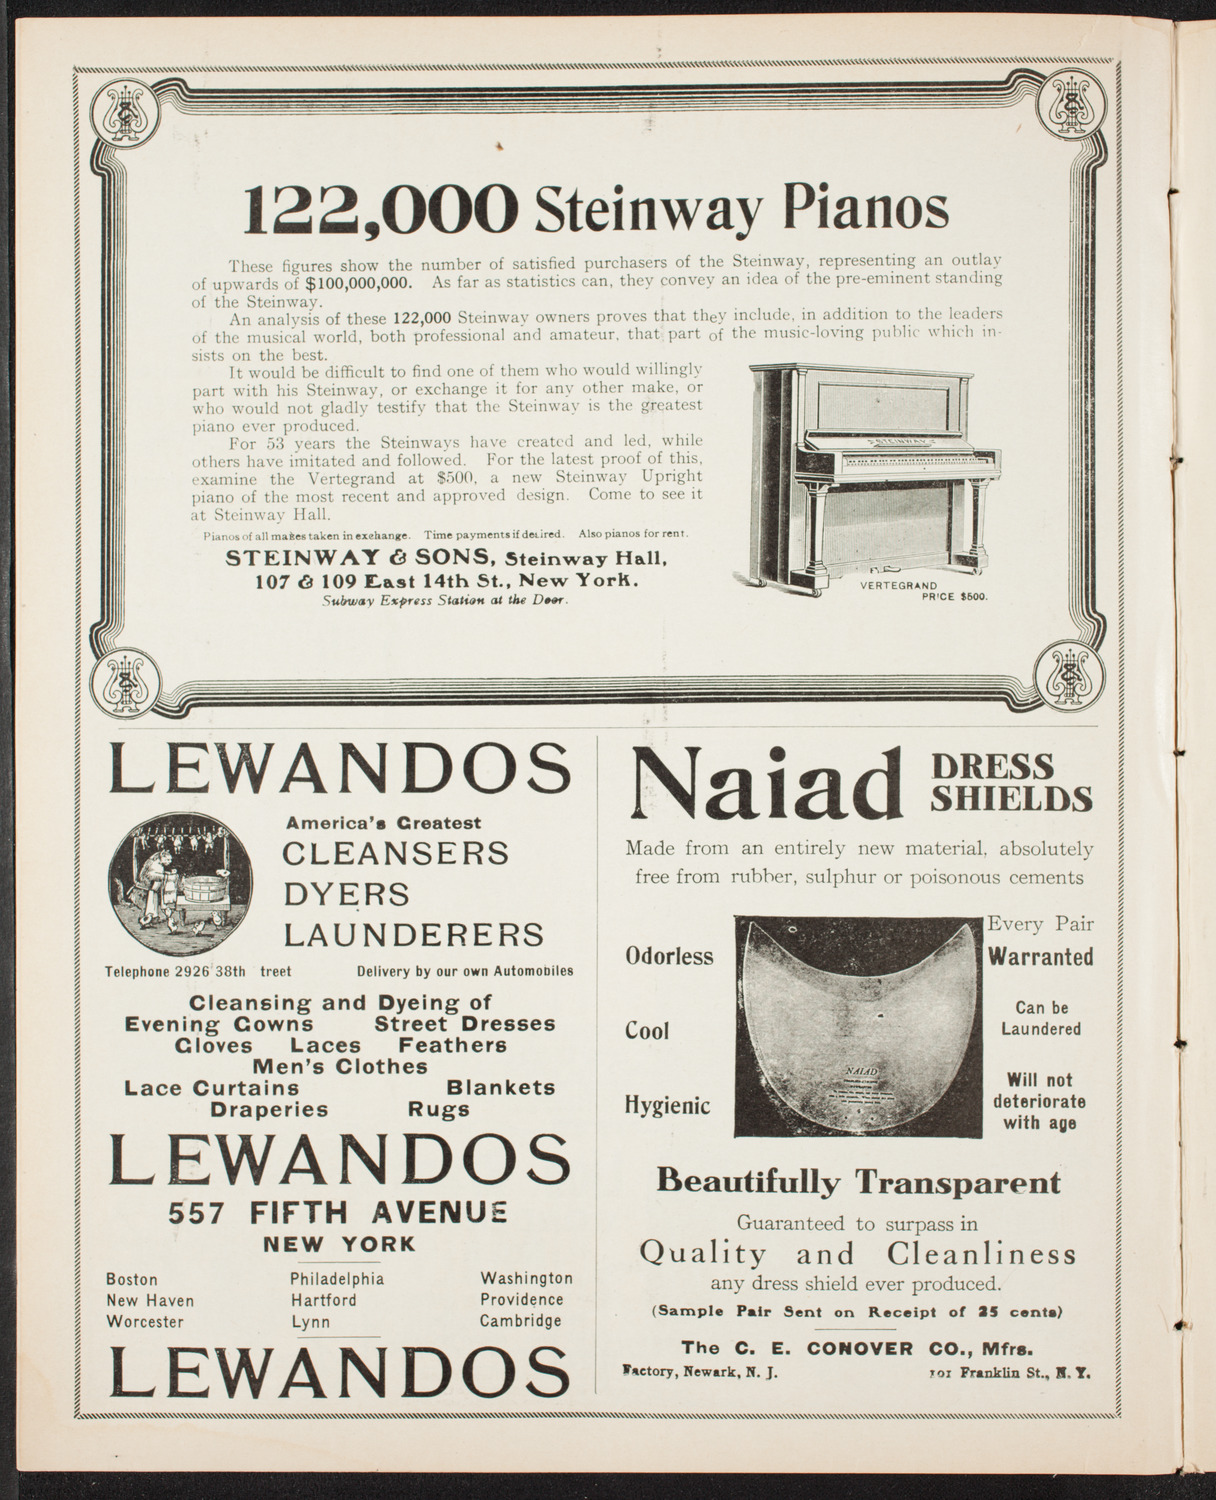 122,000 Steinway Pianos
These figures show the number of satisfied purchasers of the Steinway, representing an outlay
of upwards of $100,000,000. As far as statistics can, they convey an idea of the pre-eminent standing
of the Steinway.
An analysis of these 122,000 Steinway owners proves that they include, in addition to the leaders
of the musical world, both professional and amateur, that part of the music-loving public which in-
sists on the best.
It would be difficult to find one of them who would willingly
part with his Steinway, or exchange it for any other make, or
who would not gladly testify that the Steinway is the greatest
piano ever produced.
For 53 years the Steinways have created and led, while
others have imitated and followed. For the latest proof of this,
examine the Vertegrand at $500, a new Steinway Upright
piano of the most recent and approved design. Come to see it
at Steinway Hall.
Pianos of all makes taken in exchange. Time payments if desired. Also pianos for rent.
STEINWAY & SONS, Steinway Hall,
107 & 109 East 14th St., New York.
Subway Express Station at the Door.
STEINWAY
VERTEGRAND
PRICE $500.
LEWANDOS
America's Greatest
CLEANSERS
DYERS
LAUNDERERS
Telephone 2926 38th treet Delivery by our own Automobiles
Cleansing and Dyeing of
Evening Gowns Street Dresses
Gloves Laces Feathers
Men's Clothes
Lace Curtains Blankets
Draperies Rugs
LEWANDOS
557 FIFTH AVENUE
NEW YORK
Boston Philadelphia Washington
New Haven Hartford Providence
Worcester Lynn Cambridge
LEWANDOS
Naiad DRESS
SHIELDS
Made from an entirely new material, absolutely
free from rubber, sulphur or poisonous cements
Odorless
Cool
Hygienic
NAIAD
Every Pair
Warranted
Can be
Laundered
Will not
deteriorate
with age
Beautifully Transparent
Guaranteed to surpass in
Quality and Cleanliness
any dress shield ever produced.
(Sample Pair Sent on Receipt of 25 cents)
The C. E. CONOVER CO., Mfrs.
Factory, Newark, N. J. 101 Franklin St., N. Y.